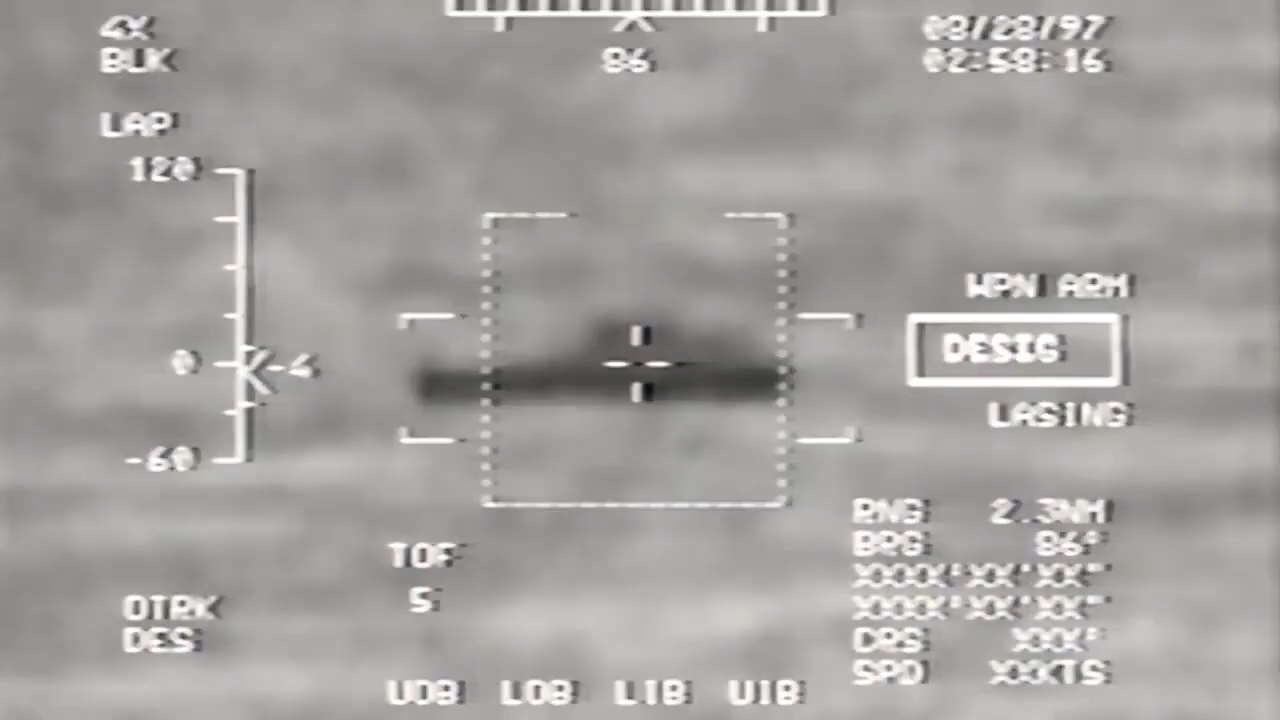 4X
BLK
86
08/28/97
02:58:16
LAP
120
0
-4
-60
WPN ARM
DESIG
LASING
RNG 2.3NM
BRG 86°
XXXX°XX'XX"
XXXX°XX'XX"
CRS XXX°
SPD XXKTS
TOF
5
OTRK
DES
UOB LOB LIB UIB